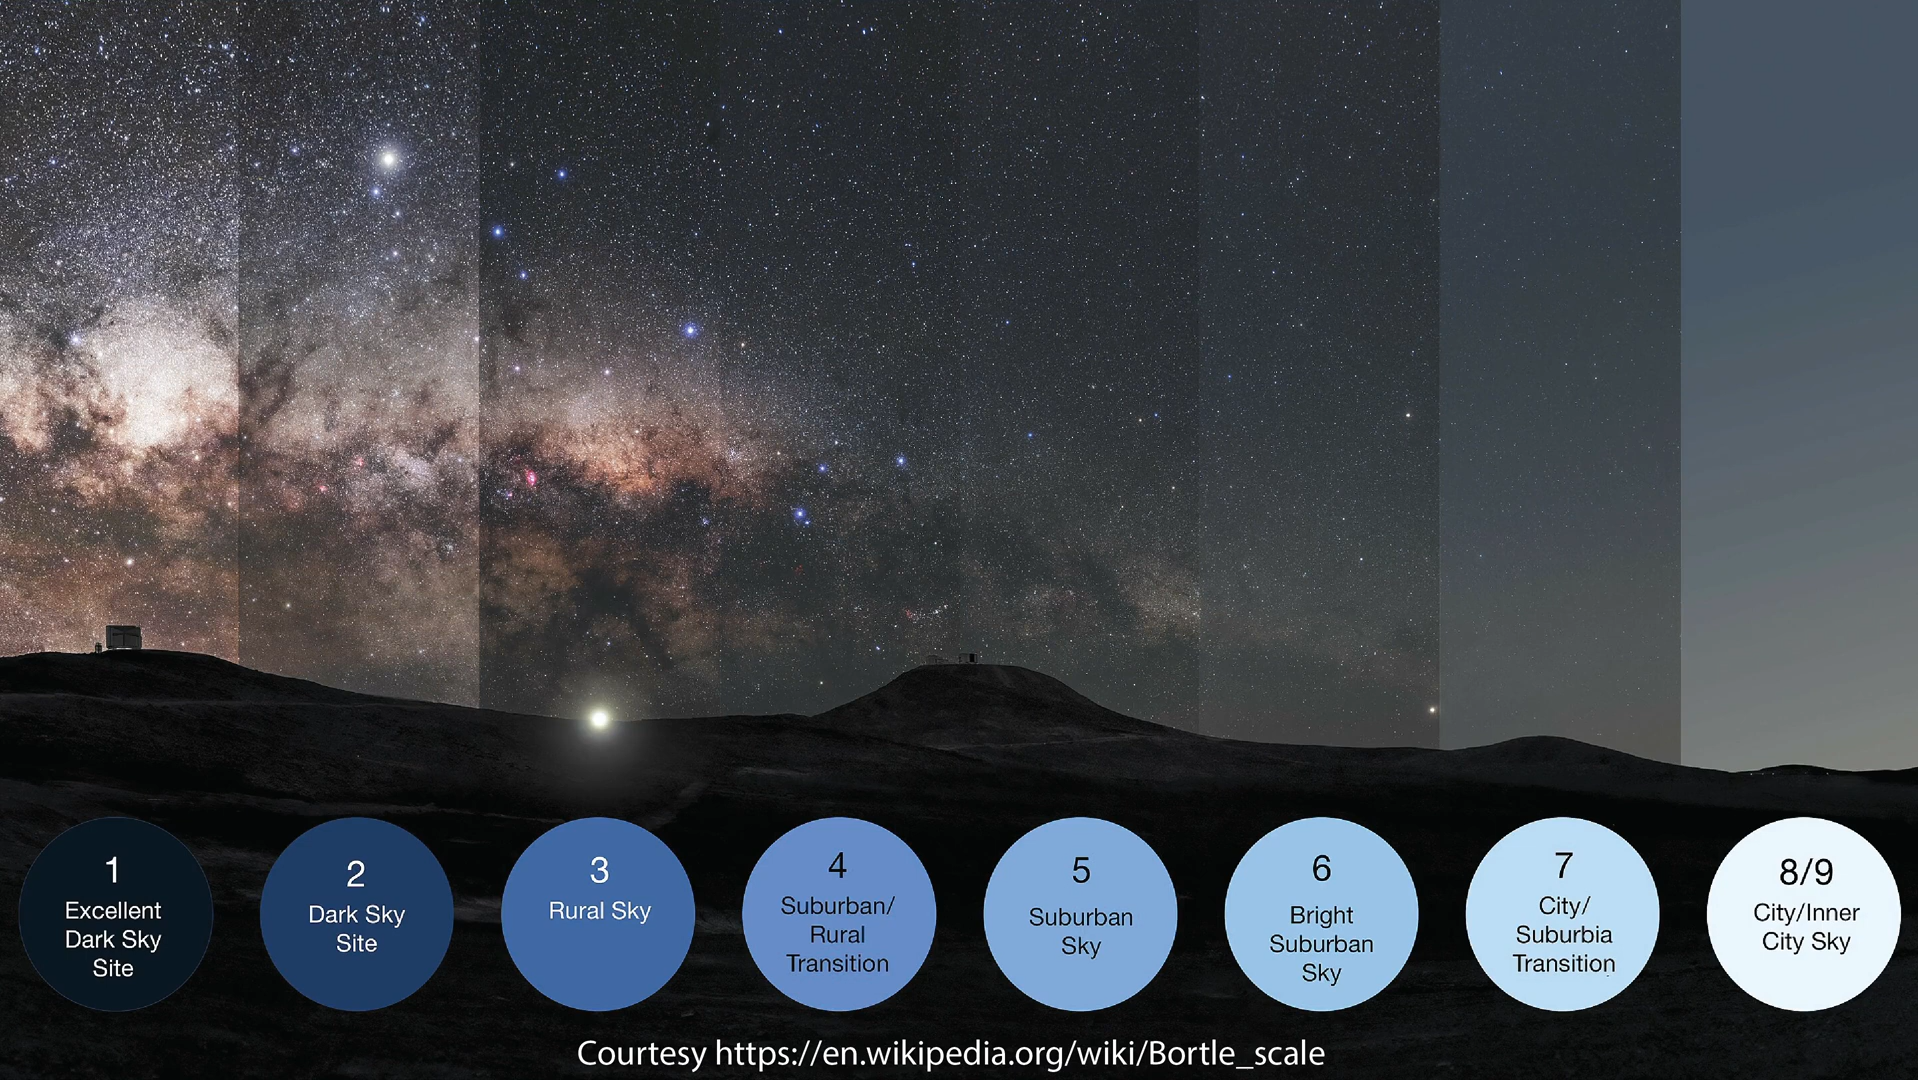 1
Excellent
Dark Sky
Site
2
Dark Sky
Site
3
Rural Sky
4
Suburban/
Rural
Transition
5
Suburban
Sky
6
Bright
Suburban
Sky
7
City/
Suburbia
Transition
8/9
City/Inner
City Sky
Courtesy https://en.wikipedia.org/wiki/Bortle_scale